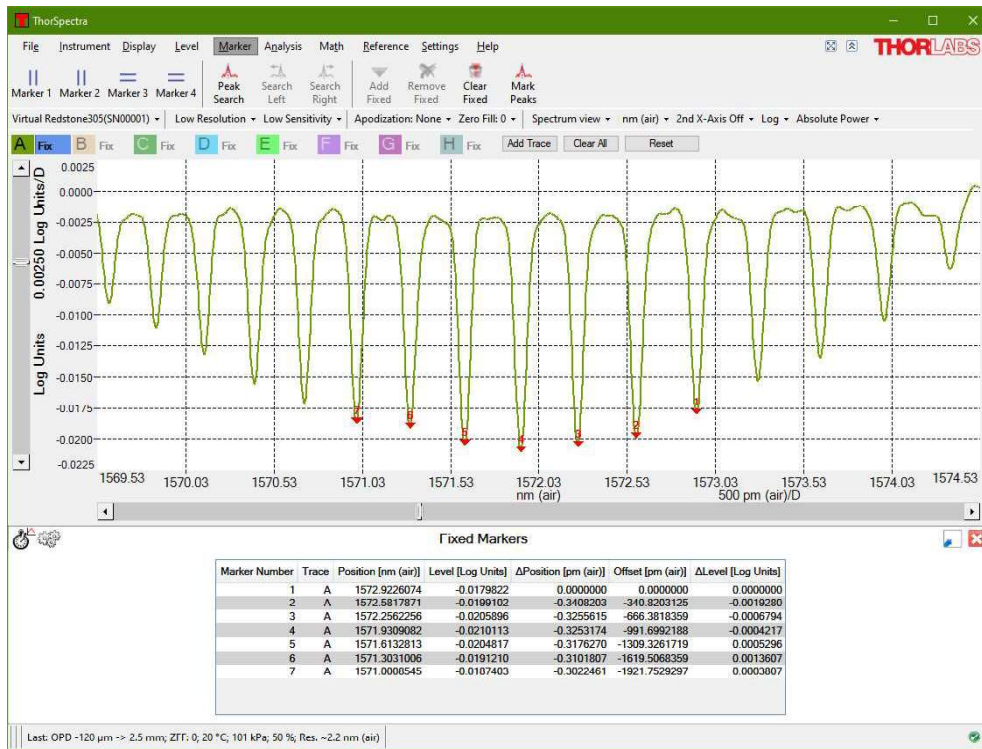 ThorSpectra
File Instrument Display Level Marker Analysis Math Reference Settings Help
THORLABS
Marker 1 Marker 2 Marker 3 Marker 4 Peak Search Search Left Search Right Add Fixed Remove Fixed Clear Fixed Mark Peaks
Virtual Redstone305(SN00001) Low Resolution Low Sensitivity Apodization: None Zero Fill: 0 Spectrum view nm (air) 2nd X-Axis Off Log Absolute Power
A Fix B Fix C Fix D Fix E Fix F Fix G Fix H Fix Add Trace Clear All Reset
0.00250 Log Units/D
Log Units
0.0025
0.0000
-0.0025
-0.0050
-0.0075
-0.0100
-0.0125
-0.0150
-0.0175
-0.0200
-0.0225
7 6 5 4 3 2 1
1569.53 1570.03 1570.53 1571.03 1571.53 1572.03 1572.53 1573.03 1573.53 1574.03 1574.53
nm (air) 500 pm (air)/D
Fixed Markers
Marker Number Trace Position [nm (air)] Level [Log Units] ΔPosition [pm (air)] Offset [pm (air)] ΔLevel [Log Units]
1 A 1572.9226074 -0.0179822 0.0000000 0.0000000 0.0000000
2 A 1572.5817871 -0.0199102 -0.3408203 -340.8203125 -0.0019280
3 A 1572.2562256 -0.0205896 -0.3255615 -666.3818359 -0.0006794
4 A 1571.9309082 -0.0210113 -0.3253174 -991.6992188 -0.0004217
5 A 1571.6132813 -0.0204817 -0.3176270 -1309.3261719 0.0005296
6 A 1571.3031006 -0.0191210 -0.3101807 -1619.5068359 0.0013607
7 A 1571.0008545 -0.0187403 -0.3022461 -1921.7529297 0.0003807
Last: OPD -120 µm -> 2.5 mm; ZFF: 0; 20 °C; 101 kPa; 50 %; Res. ~2.2 nm (air)